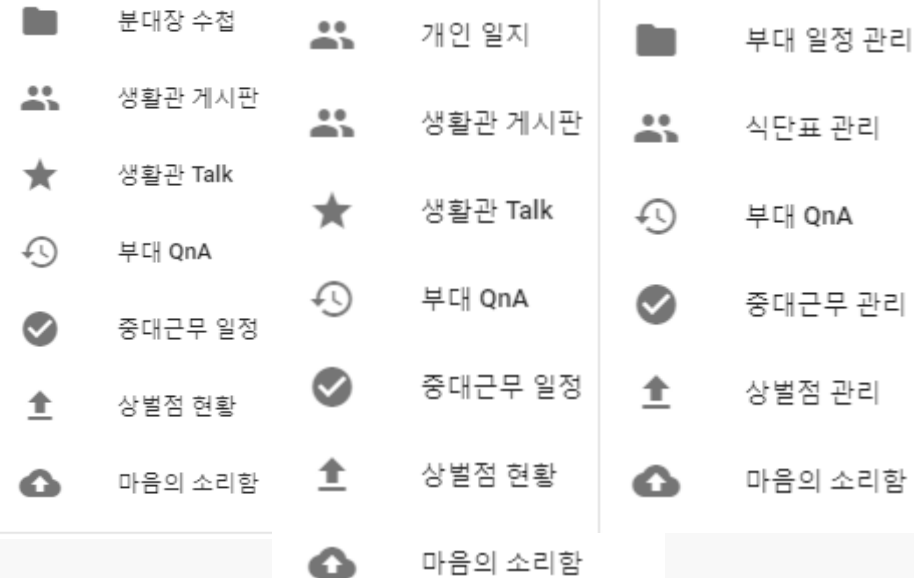 분대장 수첩
생활관 게시판
생활관 Talk
부대 QnA
중대근무 일정
상벌점 현황
마음의 소리함
개인 일지
생활관 게시판
생활관 Talk
부대 QnA
중대근무 일정
상벌점 현황
마음의 소리함
부대 일정 관리
식단표 관리
부대 QnA
중대근무 관리
상벌점 관리
마음의 소리함